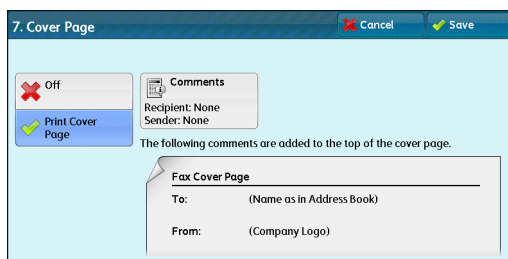 7. Cover Page
Cancel
Save
Off
Print Cover
Page
Comments
Recipient: None
Sender: None
The following comments are added to the top of the cover page.
Fax Cover Page
To: (Name as in Address Book)
From: (Company Logo)